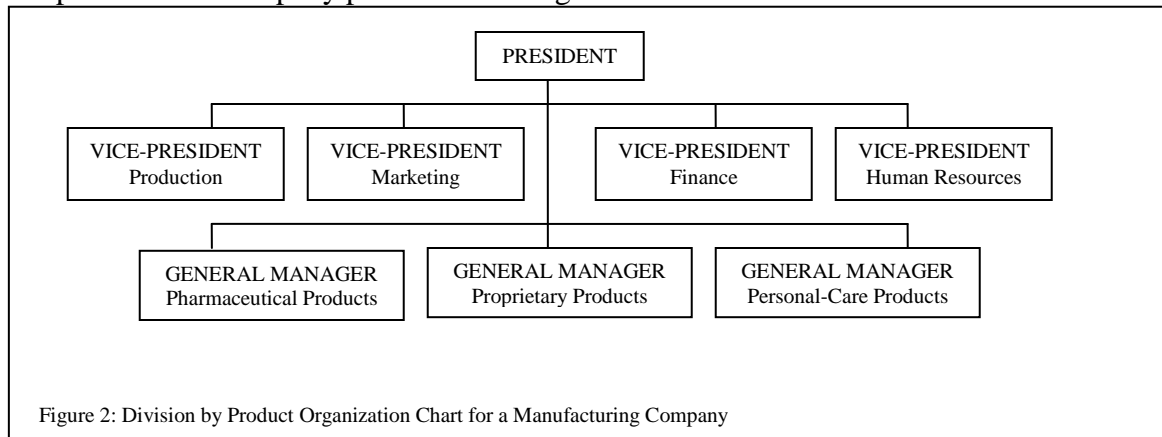 PRESIDENT
VICE-PRESIDENT
Production
VICE-PRESIDENT
Marketing
VICE-PRESIDENT
Finance
VICE-PRESIDENT
Human Resources
GENERAL MANAGER
Pharmaceutical Products
GENERAL MANAGER
Proprietary Products
GENERAL MANAGER
Personal-Care Products
Figure 2: Division by Product Organization Chart for a Manufacturing Company